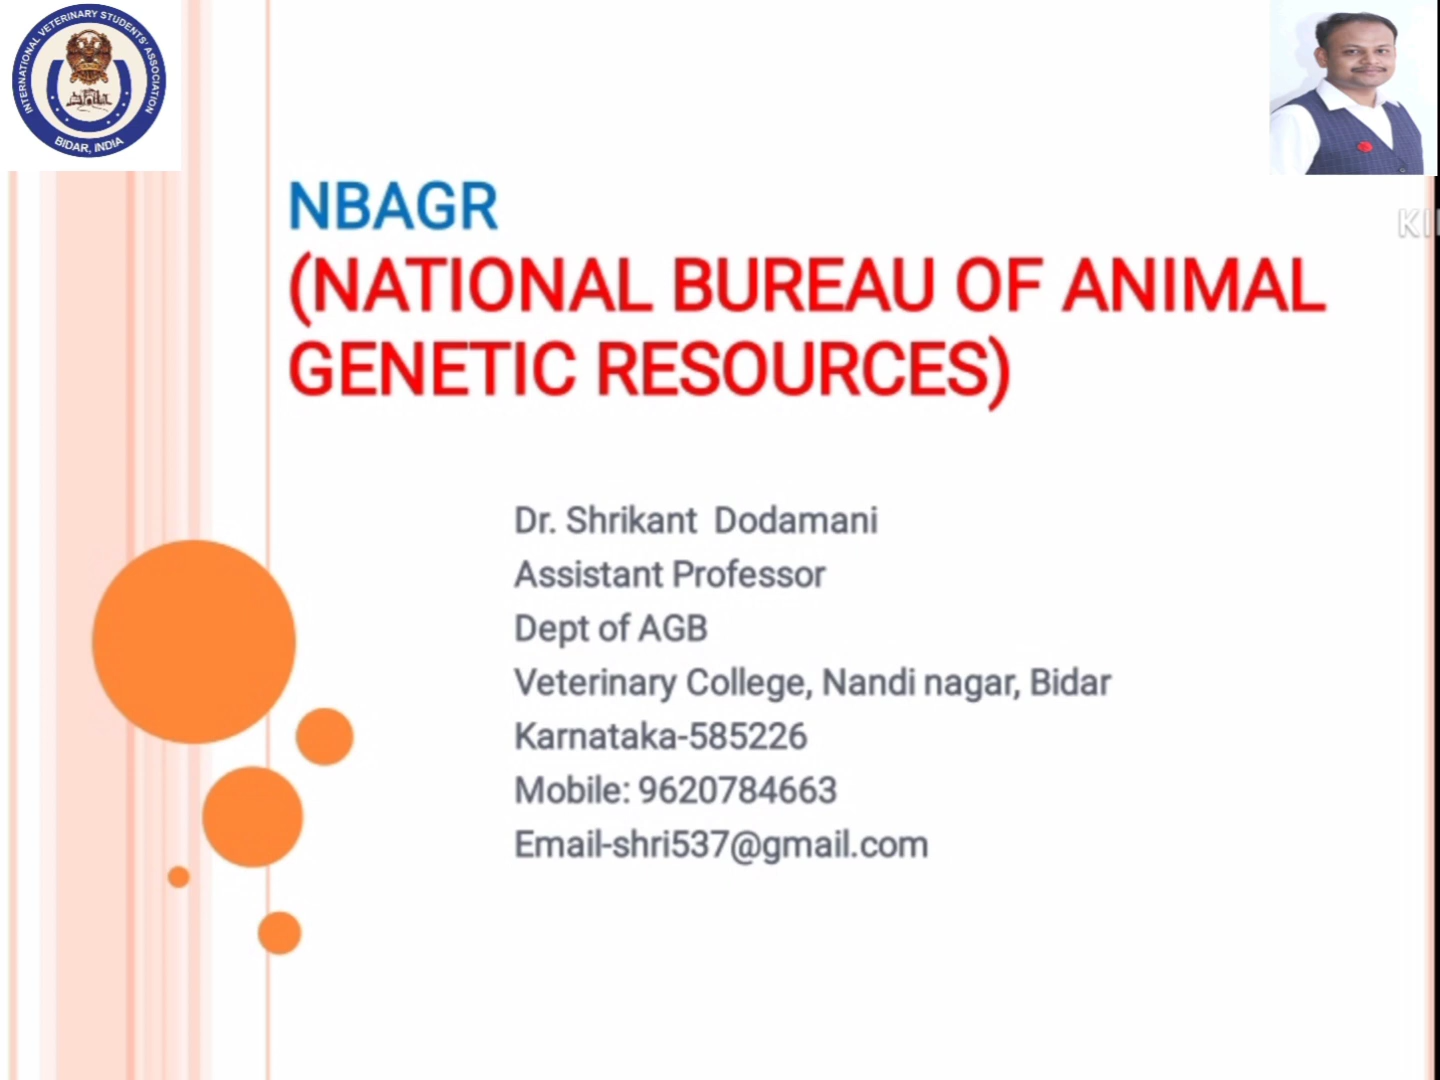 INTERNATIONAL VETERINARY STUDENTS' ASSOCIATION
BIDAR, INDIA
NBAGR
(NATIONAL BUREAU OF ANIMAL
GENETIC RESOURCES)
Dr. Shrikant Dodamani
Assistant Professor
Dept of AGB
Veterinary College, Nandi nagar, Bidar
Karnataka-585226
Mobile: 9620784663
Email-shri537@gmail.com